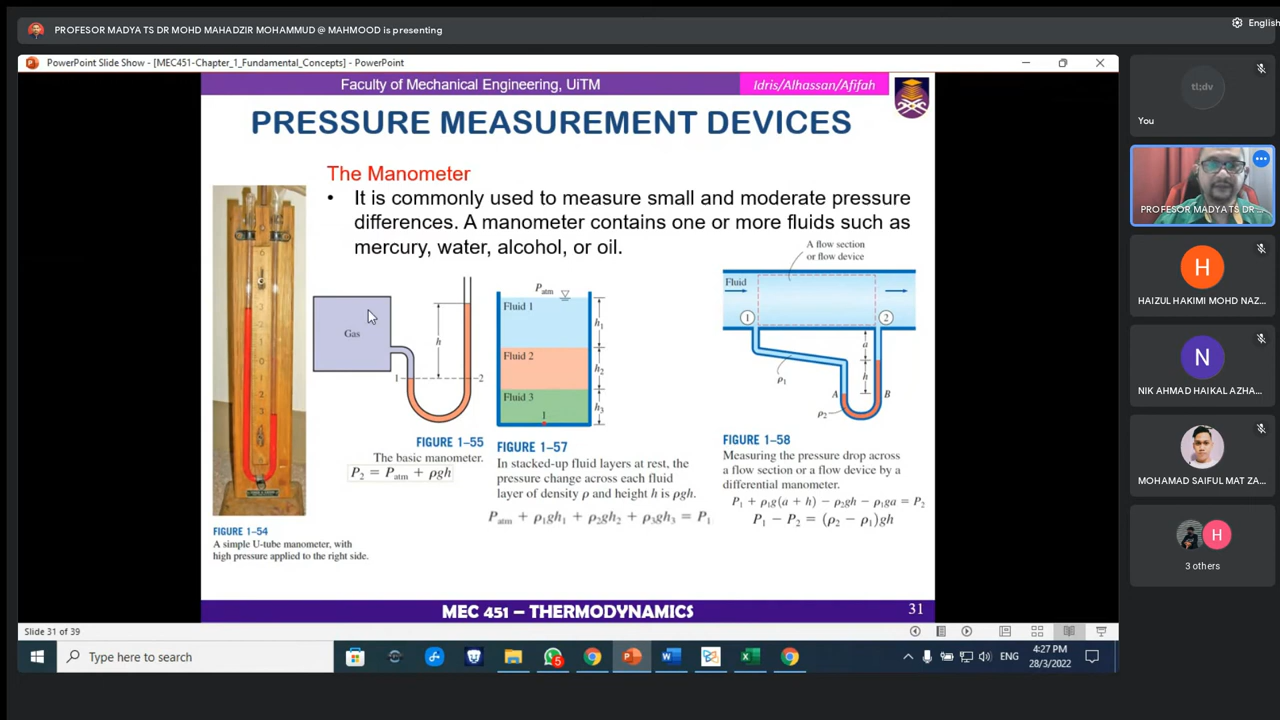 PROFESOR MADYA TS DR MOHD MAHADZIR MOHAMMUD @ MAHMOOD is presenting
English
PowerPoint Slide Show - [MEC451-Chapter_1_Fundamental_Concepts] - PowerPoint
Faculty of Mechanical Engineering, UiTM
Idris/Alhassan/Afifah
PRESSURE MEASUREMENT DEVICES
The Manometer
• It is commonly used to measure small and moderate pressure
differences. A manometer contains one or more fluids such as
mercury, water, alcohol, or oil.
Gas
h
1
2
FIGURE 1–55
The basic manometer.
P2 = Patm + ρgh
FIGURE 1–54
A simple U-tube manometer, with
high pressure applied to the right side.
Patm
Fluid 1
h1
Fluid 2
h2
Fluid 3
h3
1
FIGURE 1–57
In stacked-up fluid layers at rest, the
pressure change across each fluid
layer of density ρ and height h is ρgh.
Patm + ρ1gh1 + ρ2gh2 + ρ3gh3 = P1
A flow section
or flow device
Fluid
1
2
a
h
ρ1
A
B
ρ2
FIGURE 1–58
Measuring the pressure drop across
a flow section or a flow device by a
differential manometer.
P1 + ρ1g(a + h) − ρ2gh − ρ1ga = P2
P1 − P2 = (ρ2 − ρ1)gh
MEC 451 – THERMODYNAMICS
31
Slide 31 of 39
Type here to search
5
ENG
4:27 PM
28/3/2022
tl;dv
You
PROFESOR MADYA TS DR...
H
HAIZUL HAKIMI MOHD NAZ...
N
NIK AHMAD HAIKAL AZHA...
MOHAMAD SAIFUL MAT ZA...
H
3 others